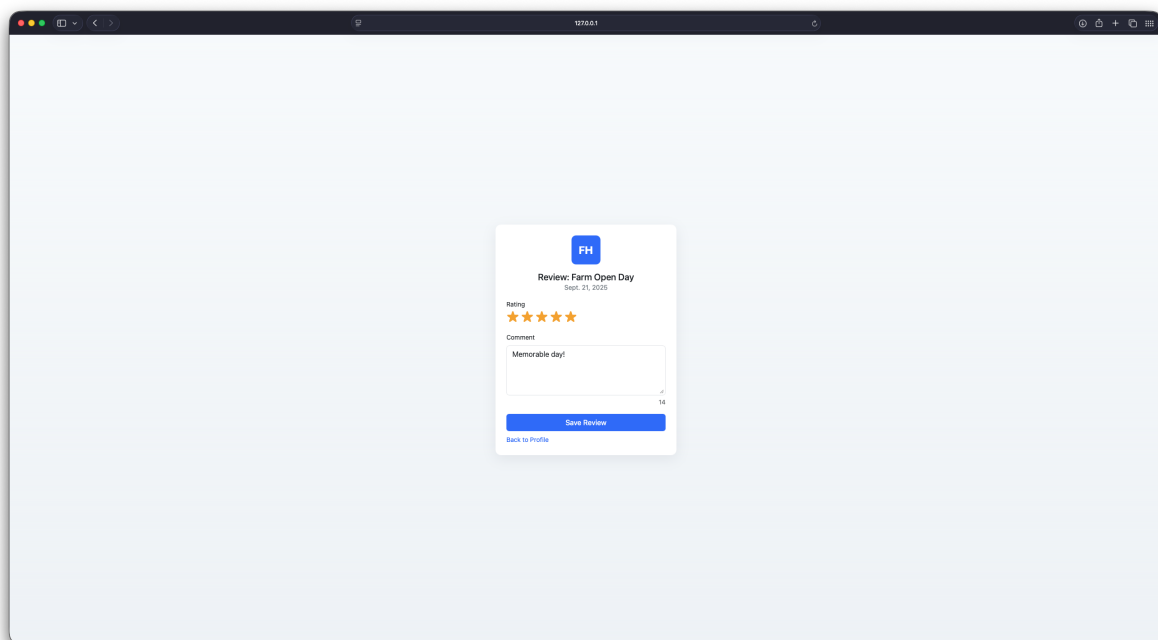 127.0.0.1
FH
Review: Farm Open Day
Sept. 21, 2025
Rating
Comment
Memorable day!
14
Save Review
Back to Profile